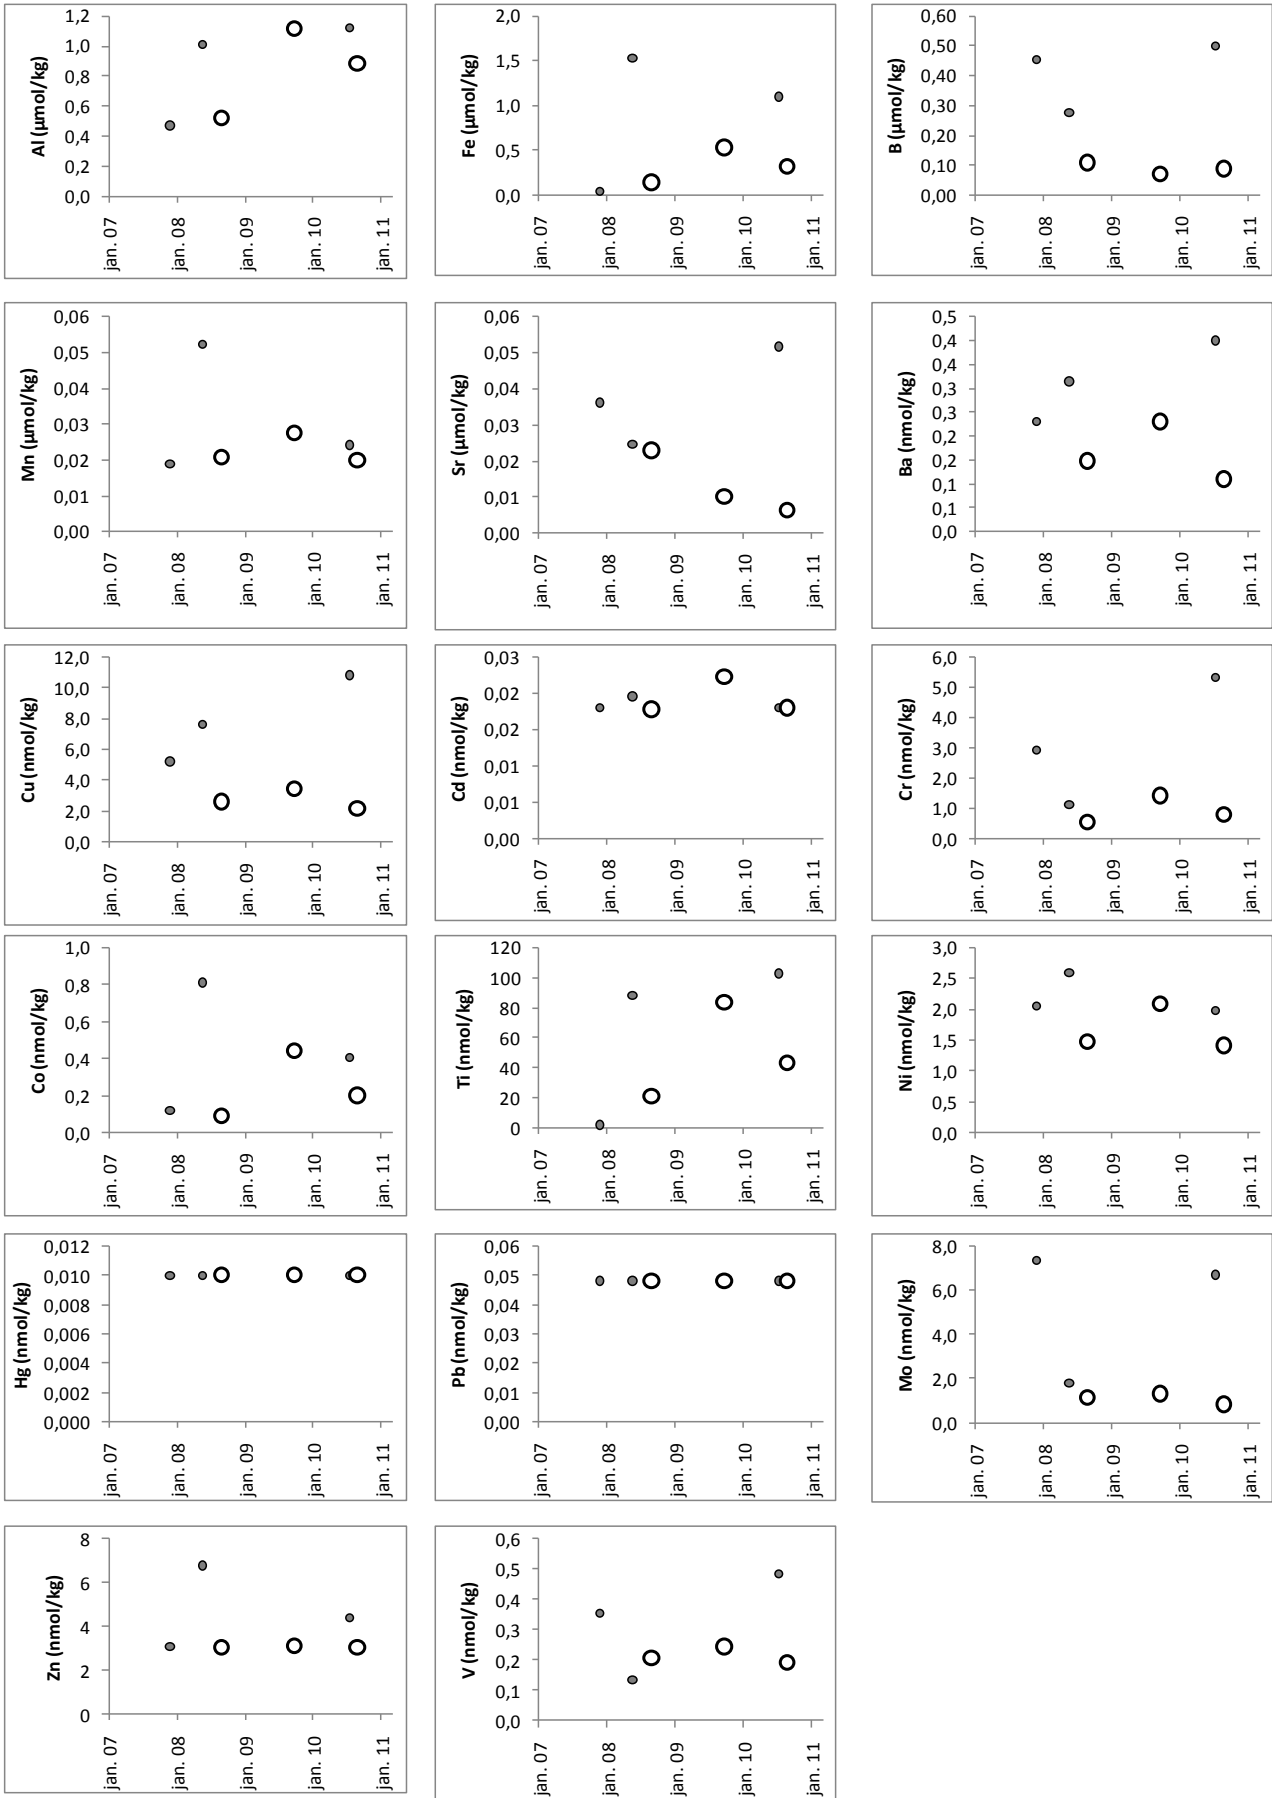 Al (µmol/kg)
1,2
1,0
0,8
0,6
0,4
0,2
0,0
jan. 07
jan. 08
jan. 09
jan. 10
jan. 11
Fe (µmol/kg)
2,0
1,5
1,0
0,5
0,0
jan. 07
jan. 08
jan. 09
jan. 10
jan. 11
B (µmol/kg)
0,60
0,50
0,40
0,30
0,20
0,10
0,00
jan. 07
jan. 08
jan. 09
jan. 10
jan. 11
Mn (µmol/kg)
0,06
0,05
0,04
0,03
0,02
0,01
0,00
jan. 07
jan. 08
jan. 09
jan. 10
jan. 11
Sr (µmol/kg)
0,06
0,05
0,04
0,03
0,02
0,01
0,00
jan. 07
jan. 08
jan. 09
jan. 10
jan. 11
Ba (nmol/kg)
0,5
0,4
0,4
0,3
0,3
0,2
0,2
0,1
0,1
0,0
jan. 07
jan. 08
jan. 09
jan. 10
jan. 11
Cu (nmol/kg)
12,0
10,0
8,0
6,0
4,0
2,0
0,0
jan. 07
jan. 08
jan. 09
jan. 10
jan. 11
Cd (nmol/kg)
0,03
0,02
0,02
0,01
0,01
0,00
jan. 07
jan. 08
jan. 09
jan. 10
jan. 11
Cr (nmol/kg)
6,0
5,0
4,0
3,0
2,0
1,0
0,0
jan. 07
jan. 08
jan. 09
jan. 10
jan. 11
Co (nmol/kg)
1,0
0,8
0,6
0,4
0,2
0,0
jan. 07
jan. 08
jan. 09
jan. 10
jan. 11
Ti (nmol/kg)
120
100
80
60
40
20
0
jan. 07
jan. 08
jan. 09
jan. 10
jan. 11
Ni (nmol/kg)
3,0
2,5
2,0
1,5
1,0
0,5
0,0
jan. 07
jan. 08
jan. 09
jan. 10
jan. 11
Hg (nmol/kg)
0,012
0,010
0,008
0,006
0,004
0,002
0,000
jan. 07
jan. 08
jan. 09
jan. 10
jan. 11
Pb (nmol/kg)
0,06
0,05
0,04
0,03
0,02
0,01
0,00
jan. 07
jan. 08
jan. 09
jan. 10
jan. 11
Mo (nmol/kg)
8,0
6,0
4,0
2,0
0,0
jan. 07
jan. 08
jan. 09
jan. 10
jan. 11
Zn (nmol/kg)
8
6
4
2
0
jan. 07
jan. 08
jan. 09
jan. 10
jan. 11
V (nmol/kg)
0,6
0,5
0,4
0,3
0,2
0,1
0,0
jan. 07
jan. 08
jan. 09
jan. 10
jan. 11